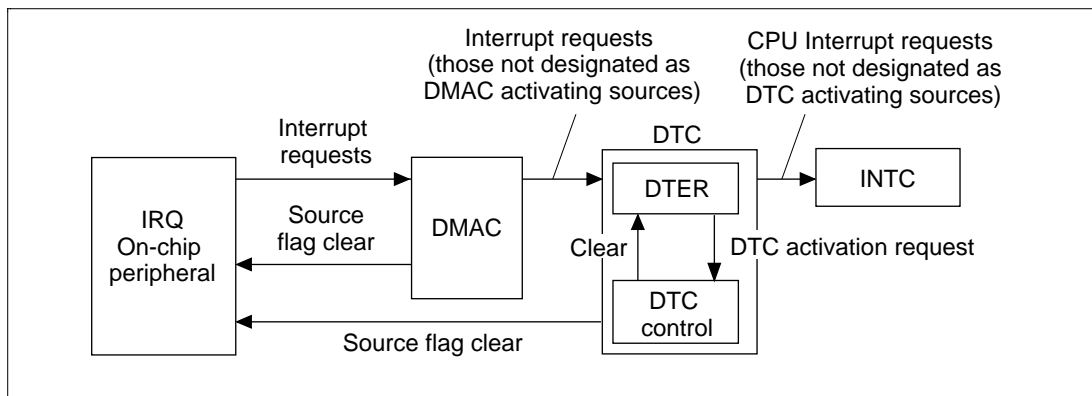 Interrupt requests
(those not designated as
DMAC activating sources)
CPU Interrupt requests
(those not designated as
DTC activating sources)
Interrupt
requests
DTC
IRQ
On-chip
peripheral
Source
flag clear
DMAC
DTER
INTC
Clear
DTC activation request
DTC
control
Source flag clear